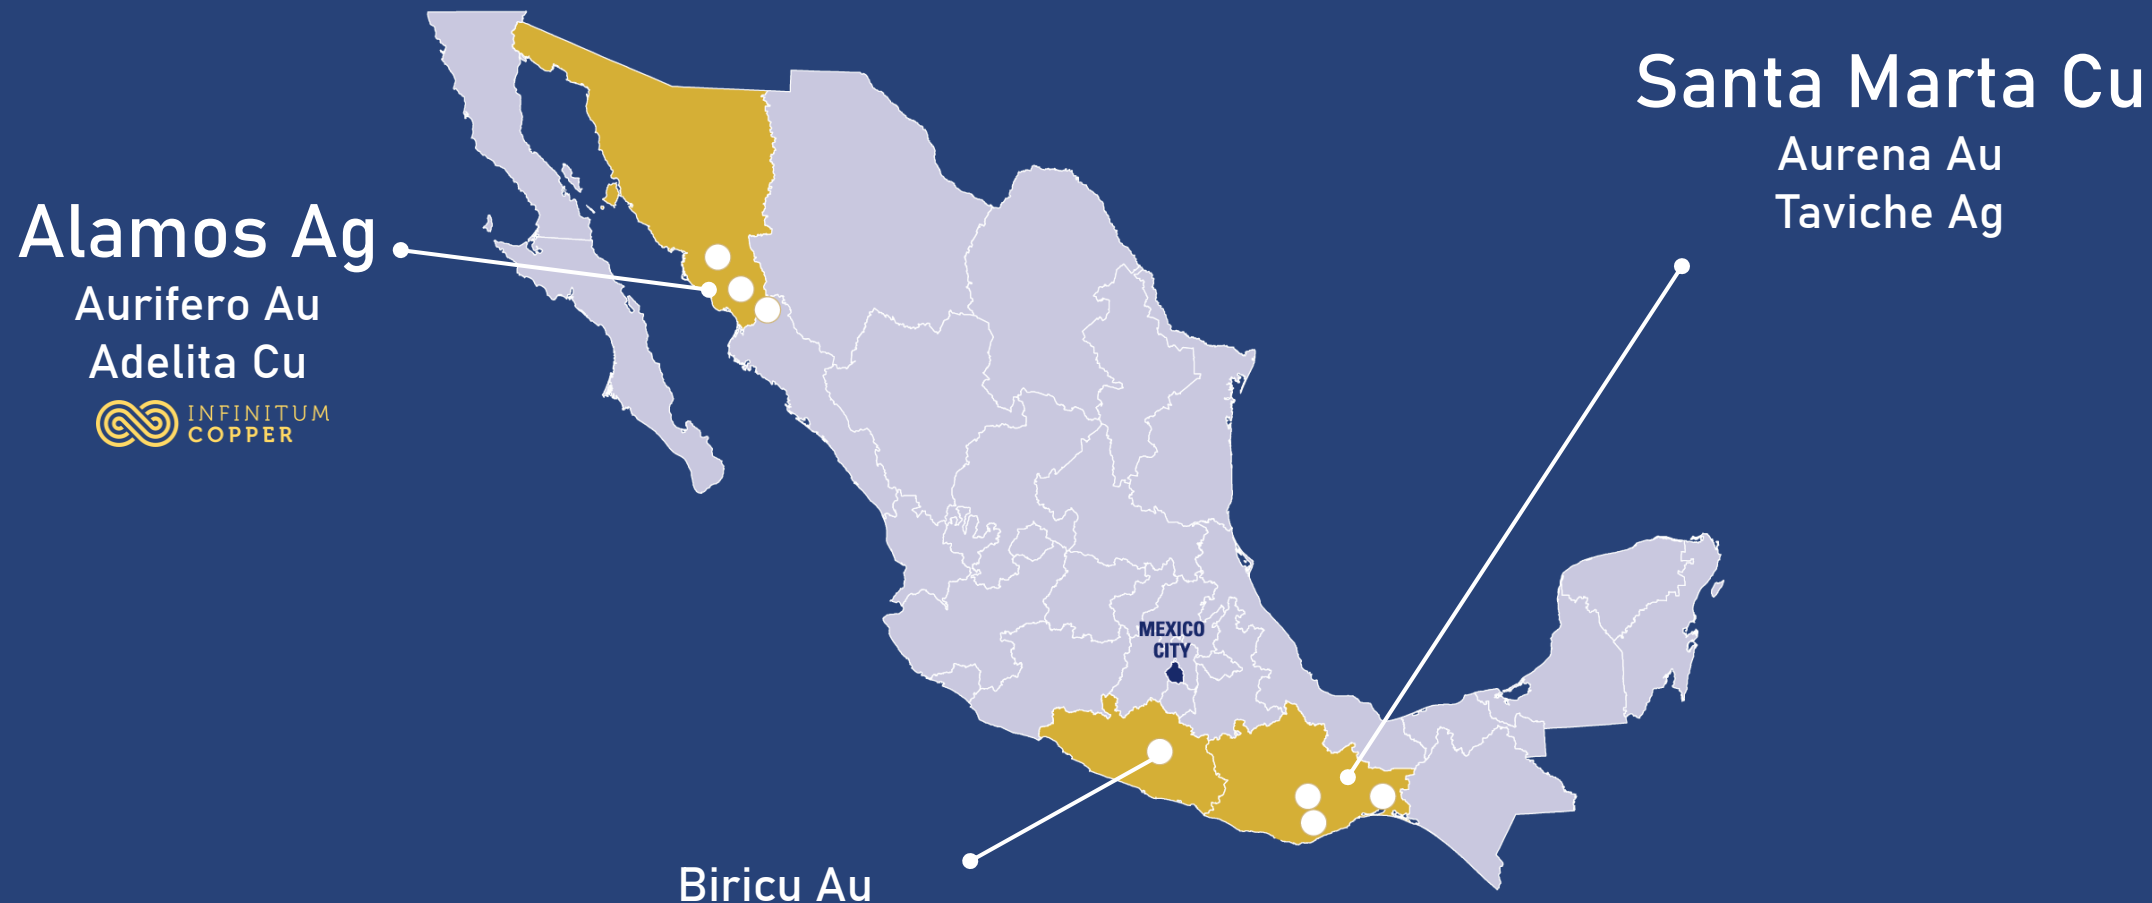 Santa Marta Cu
Aurena Au
Taviche Ag
Alamos Ag
Aurifero Au
Adelita Cu
INFINITUM
COPPER
MEXICO
CITY
Biricu Au